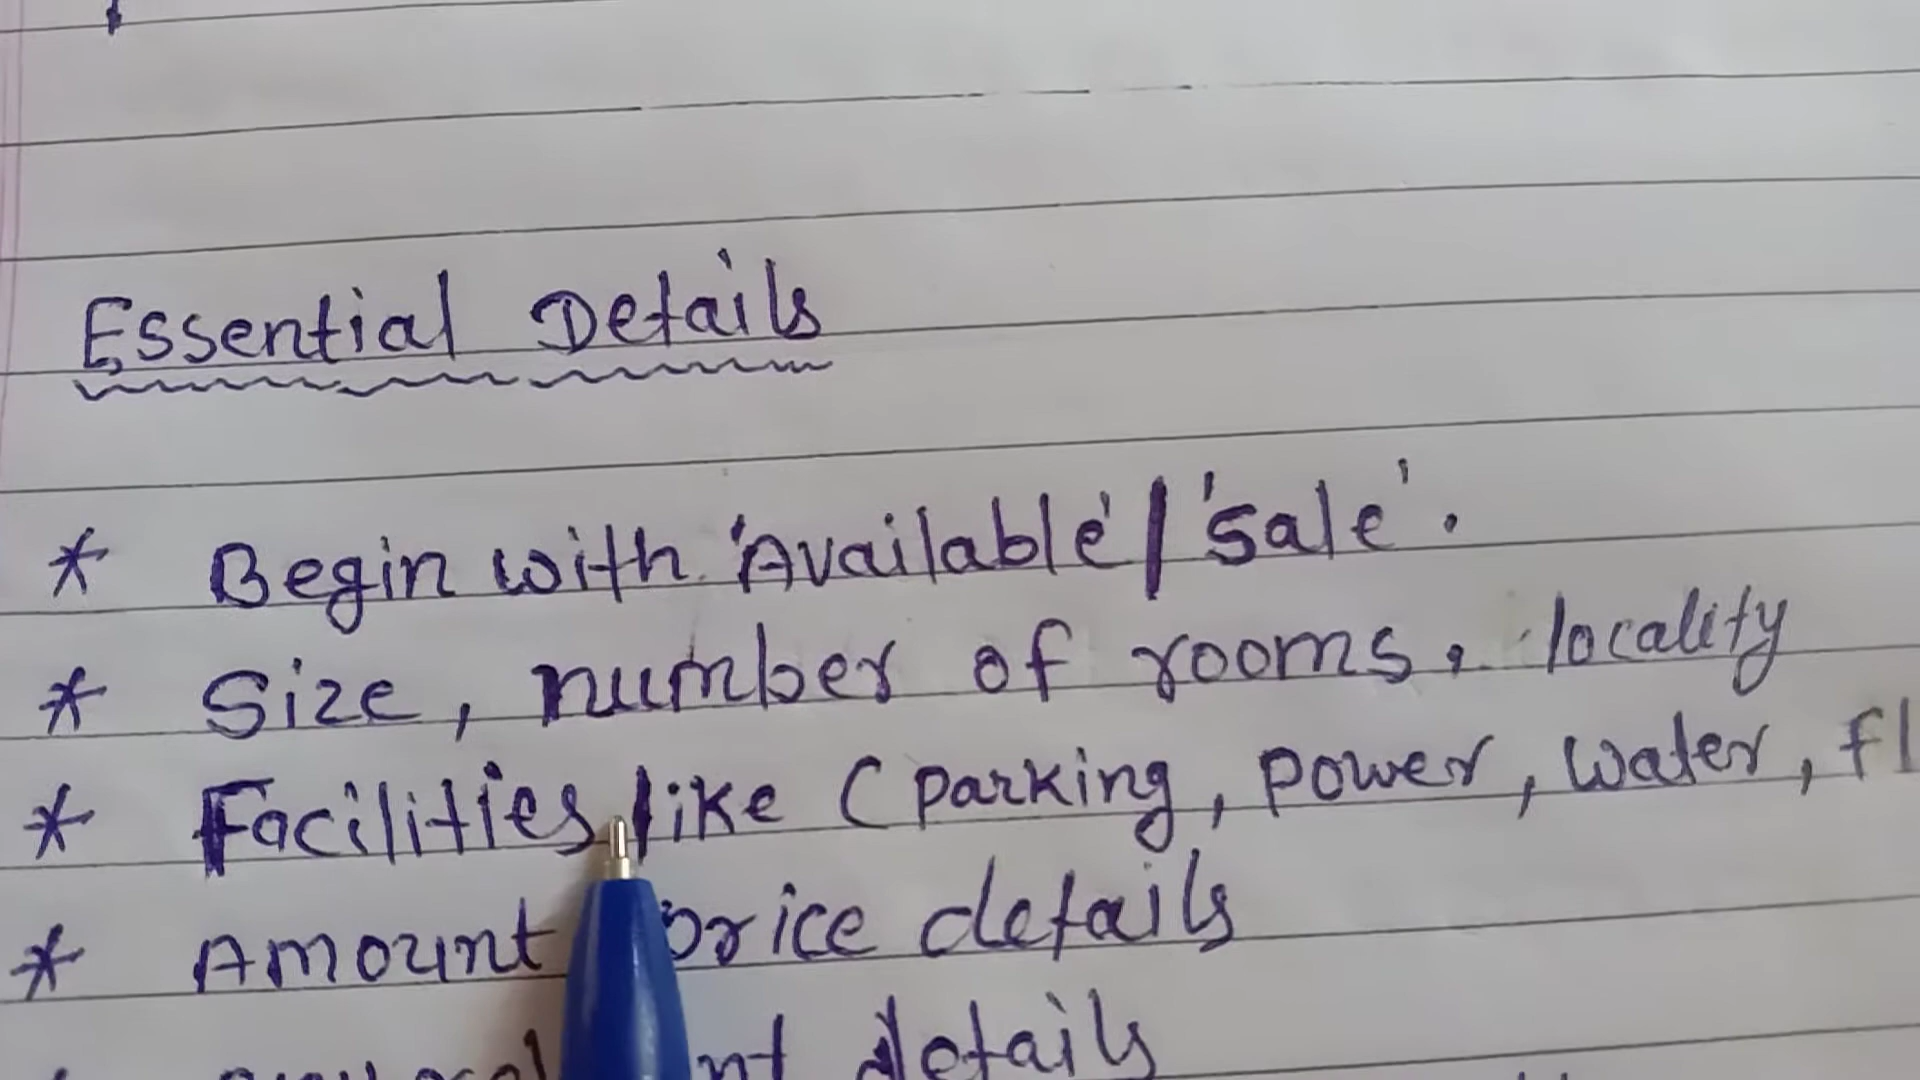 Essential Details
* Begin with 'Available' / 'sale'.
* Size, number of rooms, locality
* Facilities like (parking, power, water, fl
* Amount price details
details